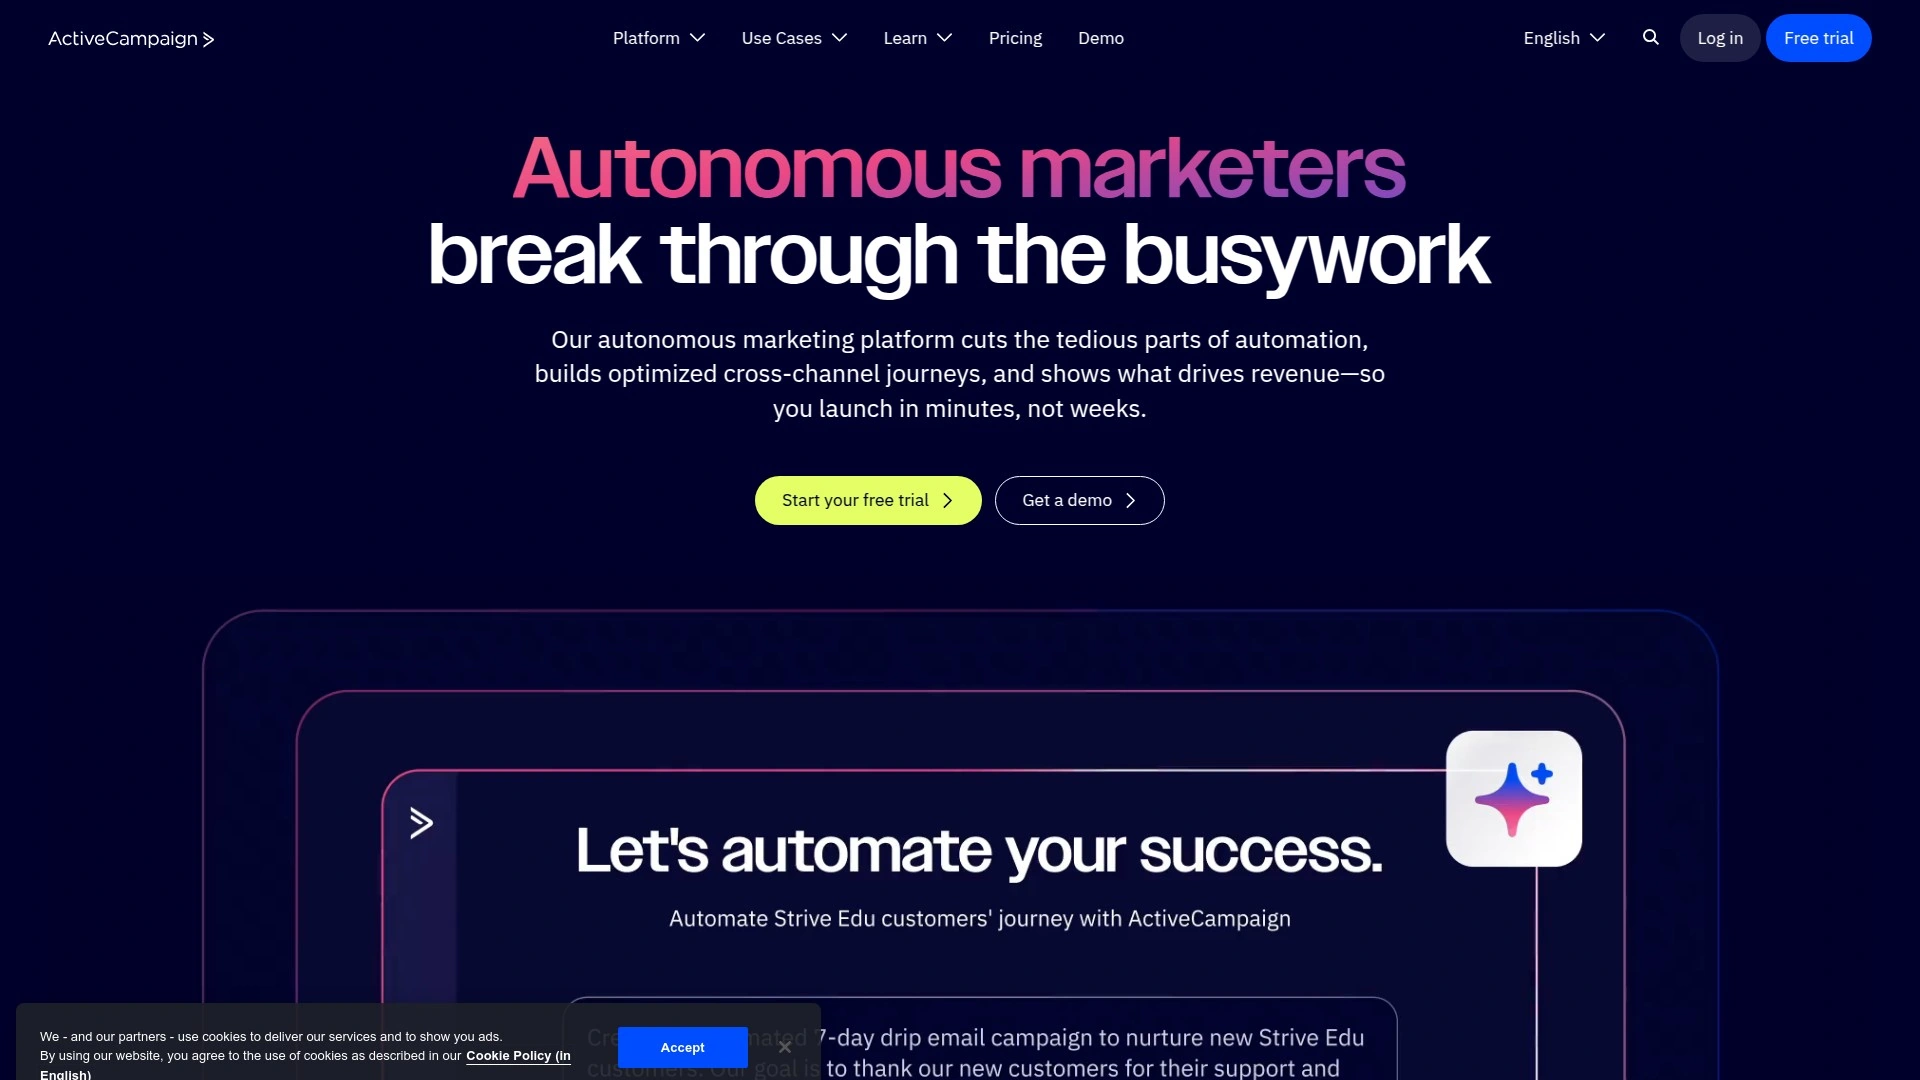 ActiveCampaign
Platform
Use Cases
Learn
Pricing
Demo
English
Log in
Free trial
Autonomous marketers
break through the busywork
Our autonomous marketing platform cuts the tedious parts of automation,
builds optimized cross-channel journeys, and shows what drives revenue—so
you launch in minutes, not weeks.
Start your free trial
Get a demo
Let's automate your success.
Automate Strive Edu customers' journey with ActiveCampaign
7-day drip email campaign to nurture new Strive Edu
customers. Our goal is to thank our new customers for their support and
We - and our partners - use cookies to deliver our services and to show you ads.
By using our website, you agree to the use of cookies as described in our Cookie Policy (in
English)
Accept